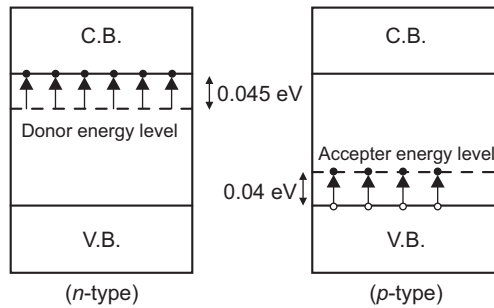 C.B.
0.045 eV
Donor energy level
V.B.
(n-type)
C.B.
Accepter energy level
0.04 eV
V.B.
(p-type)